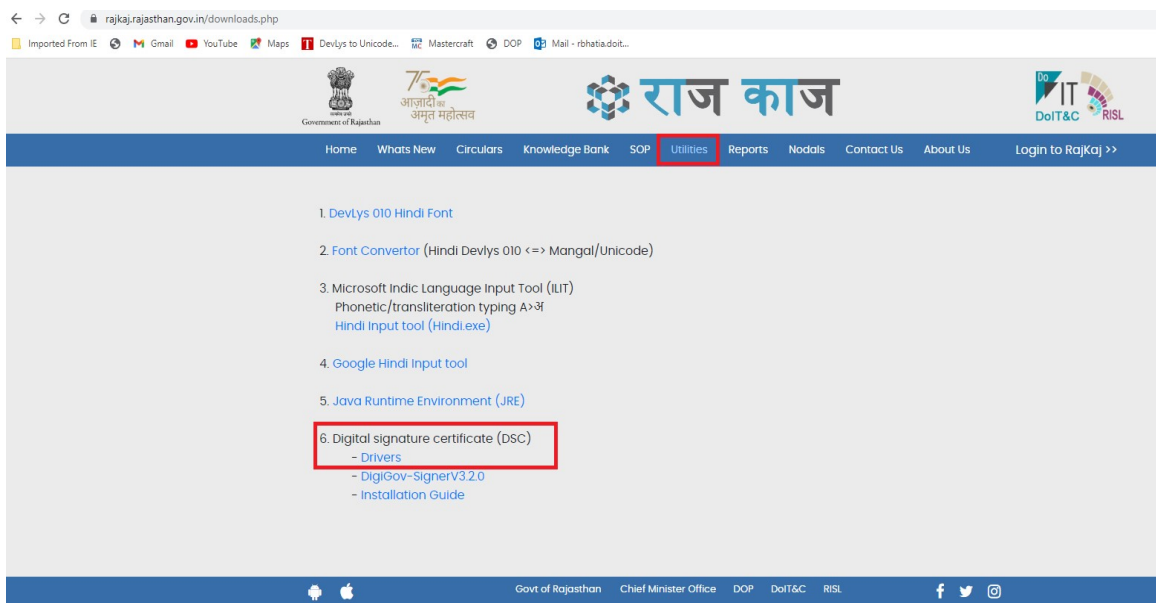 rajkaj.rajasthan.gov.in/downloads.php
Imported From IE Gmail YouTube Maps DevLys to Unicode... Mastercraft DOP Mail - rbhatia.doit...
Government of Rajasthan
75
आज़ादी का
अमृत महोत्सव
राज काज
Do
IT
DoIT&C
RISL
Home Whats New Circulars Knowledge Bank SOP Utilities Reports Nodals Contact Us About Us Login to RajKaj >>
1. DevLys 010 Hindi Font
2. Font Convertor (Hindi Devlys 010 <=> Mangal/Unicode)
3. Microsoft Indic Language Input Tool (ILIT)
Phonetic/transliteration typing A>अ
Hindi Input tool (Hindi.exe)
4. Google Hindi Input tool
5. Java Runtime Environment (JRE)
6. Digital signature certificate (DSC)
- Drivers
- DigiGov-SignerV3.2.0
- Installation Guide
Govt of Rajasthan Chief Minister Office DOP DoIT&C RISL